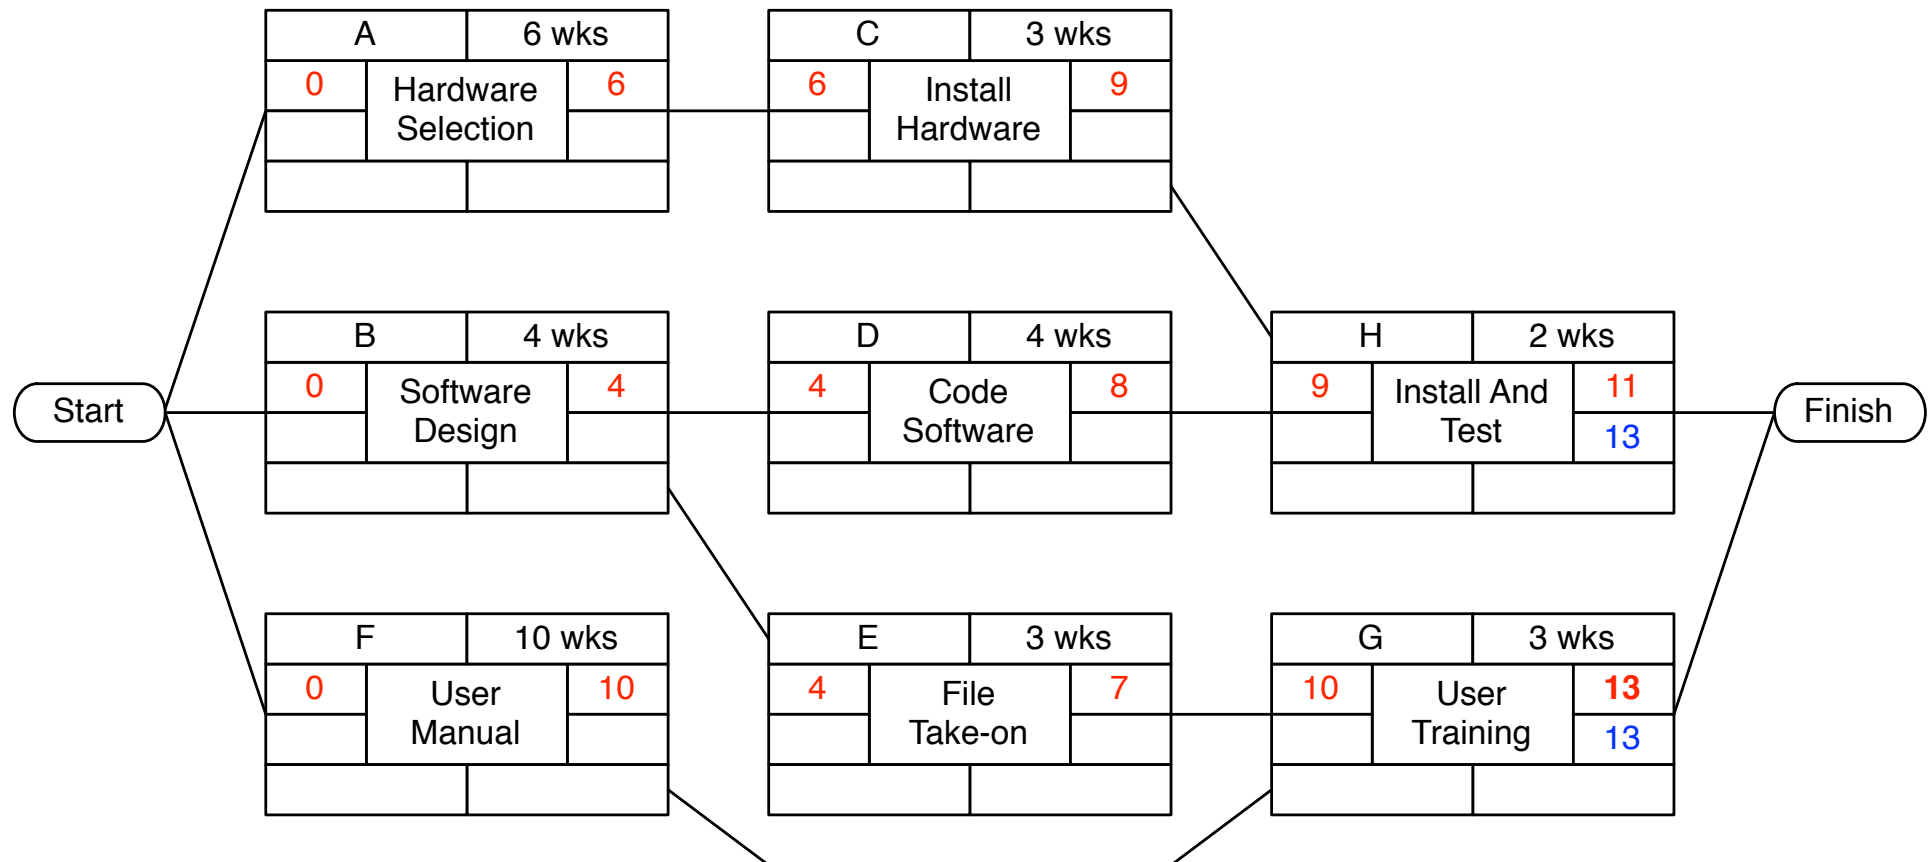 A 6 wks
0 Hardware 6
Selection
C 3 wks
6 Install 9
Hardware
B 4 wks
0 Software 4
Design
D 4 wks
4 Code 8
Software
H 2 wks
9 Install And 11
Test 13
Start
Finish
F 10 wks
0 User 10
Manual
E 3 wks
4 File 7
Take-on
G 3 wks
10 User 13
Training 13